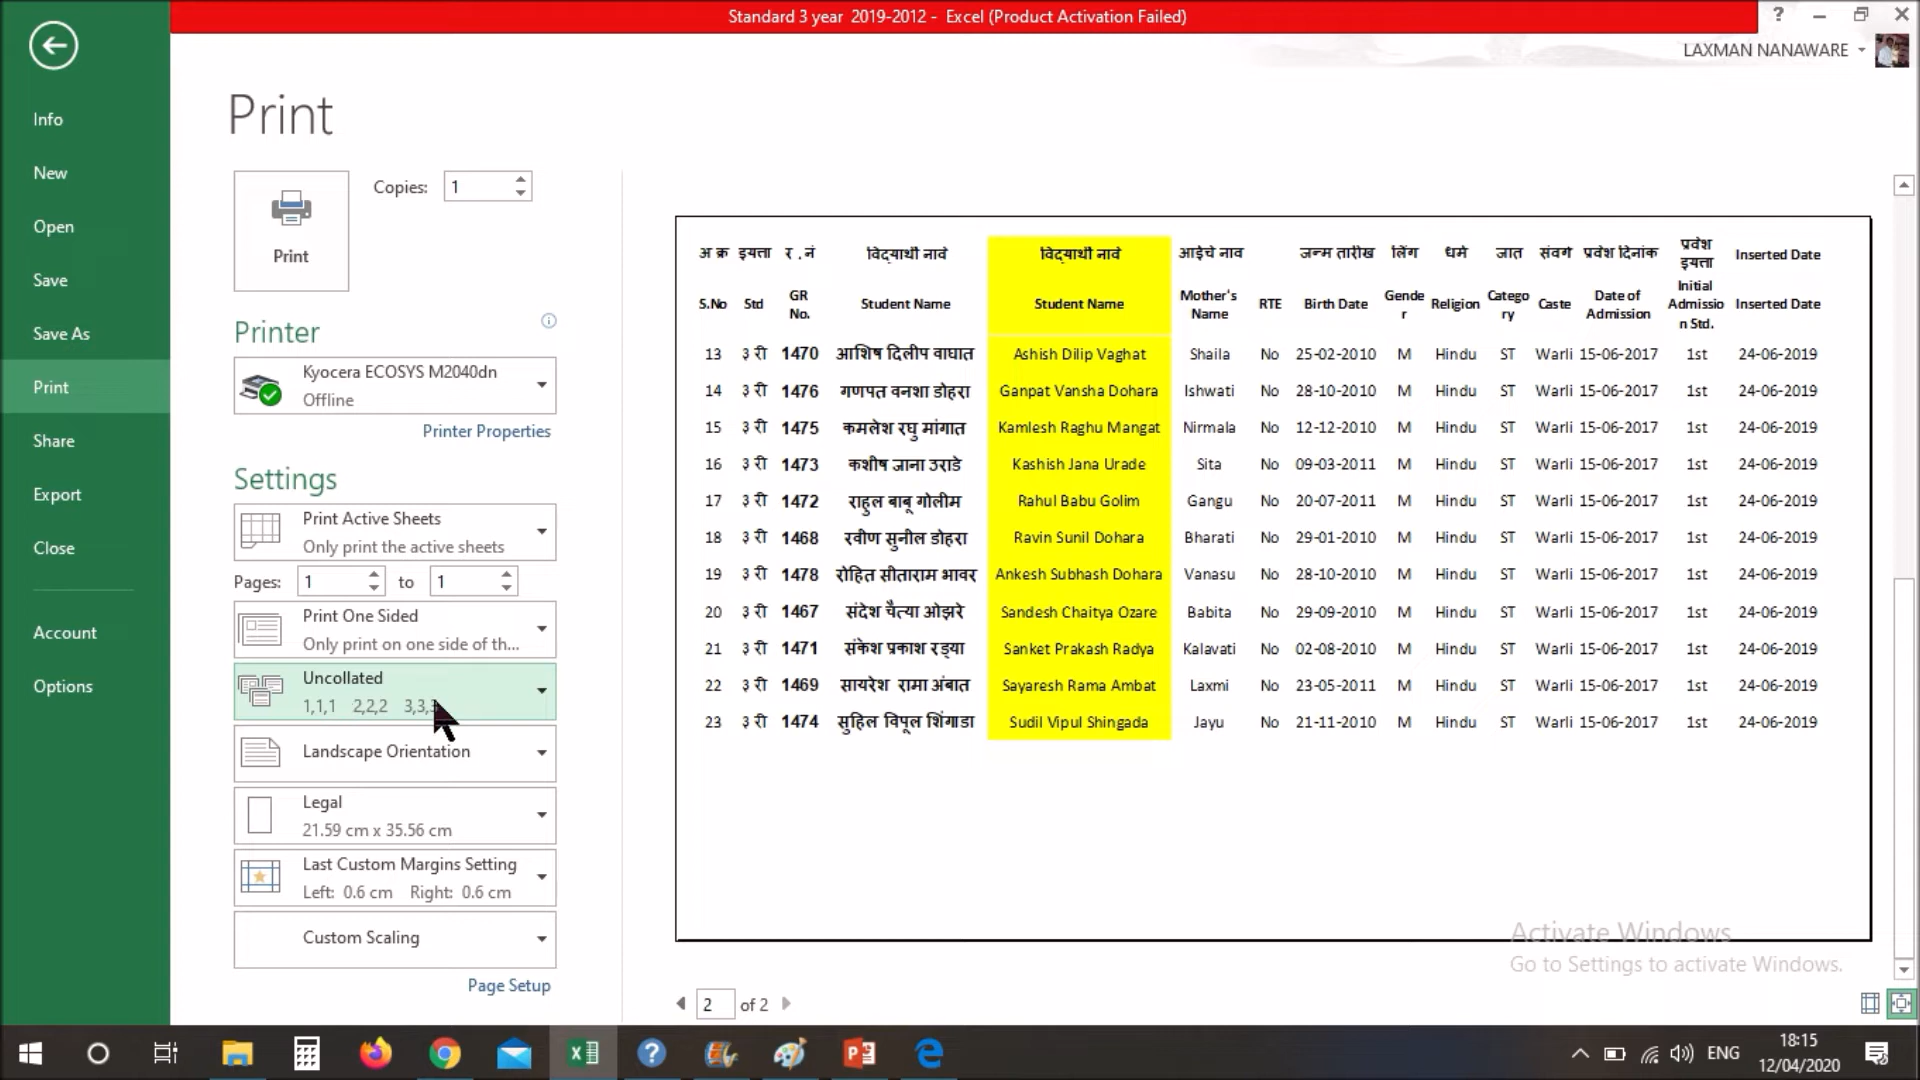 Standard 3 year 2019-2012 - Excel (Product Activation Failed)
?
LAXMAN NANAWARE
Info
New
Open
Save
Save As
Print
Share
Export
Close
Account
Options
Print
Print
Copies: 1
Printer
Kyocera ECOSYS M2040dn
Offline
Printer Properties
Settings
Print Active Sheets
Only print the active sheets
Pages: 1 to 1
Print One Sided
Only print on one side of th...
Uncollated
1,1,1 2,2,2 3,3,3
Landscape Orientation
Legal
21.59 cm x 35.56 cm
Last Custom Margins Setting
Left: 0.6 cm Right: 0.6 cm
Custom Scaling
Page Setup
अ क्र इयत्ता र . नं विद्यार्थी नाव विद्यार्थी नाव आईचे नाव जन्म तारीख लिंग धर्म जात संवर्ग प्रवेश दिनांक प्रवेश इयत्ता Inserted Date
S.No Std GR No. Student Name Student Name Mother's Name RTE Birth Date Gender Religion Category Caste Date of Admission Initial Admission Std. Inserted Date
13 ३ री 1470 आशिष दिलीप वाघात Ashish Dilip Vaghat Shaila No 25-02-2010 M Hindu ST Warli 15-06-2017 1st 24-06-2019
14 ३ री 1476 गणपत वनशा डोहरा Ganpat Vansha Dohara Ishwati No 28-10-2010 M Hindu ST Warli 15-06-2017 1st 24-06-2019
15 ३ री 1475 कमलेश रघु मांगात Kamlesh Raghu Mangat Nirmala No 12-12-2010 M Hindu ST Warli 15-06-2017 1st 24-06-2019
16 ३ री 1473 कशीष जाना उराडे Kashish Jana Urade Sita No 09-03-2011 M Hindu ST Warli 15-06-2017 1st 24-06-2019
17 ३ री 1472 राहुल बाबू गोलीम Rahul Babu Golim Gangu No 20-07-2011 M Hindu ST Warli 15-06-2017 1st 24-06-2019
18 ३ री 1468 रवीण सुनील डोहरा Ravin Sunil Dohara Bharati No 29-01-2010 M Hindu ST Warli 15-06-2017 1st 24-06-2019
19 ३ री 1478 रोहित सीताराम भावर Ankesh Subhash Dohara Vanasu No 28-10-2010 M Hindu ST Warli 15-06-2017 1st 24-06-2019
20 ३ री 1467 संदेश चैत्या ओझरे Sandesh Chaitya Ozare Babita No 29-09-2010 M Hindu ST Warli 15-06-2017 1st 24-06-2019
21 ३ री 1471 संकेश प्रकाश रड्या Sanket Prakash Radya Kalavati No 02-08-2010 M Hindu ST Warli 15-06-2017 1st 24-06-2019
22 ३ री 1469 सायरेश रामा अंबात Sayaresh Rama Ambat Laxmi No 23-05-2011 M Hindu ST Warli 15-06-2017 1st 24-06-2019
23 ३ री 1474 सुहिल विपूल शिंगाडा Sudil Vipul Shingada Jayu No 21-11-2010 M Hindu ST Warli 15-06-2017 1st 24-06-2019
Activate Windows
Go to Settings to activate Windows.
2 of 2
ENG
18:15
12/04/2020